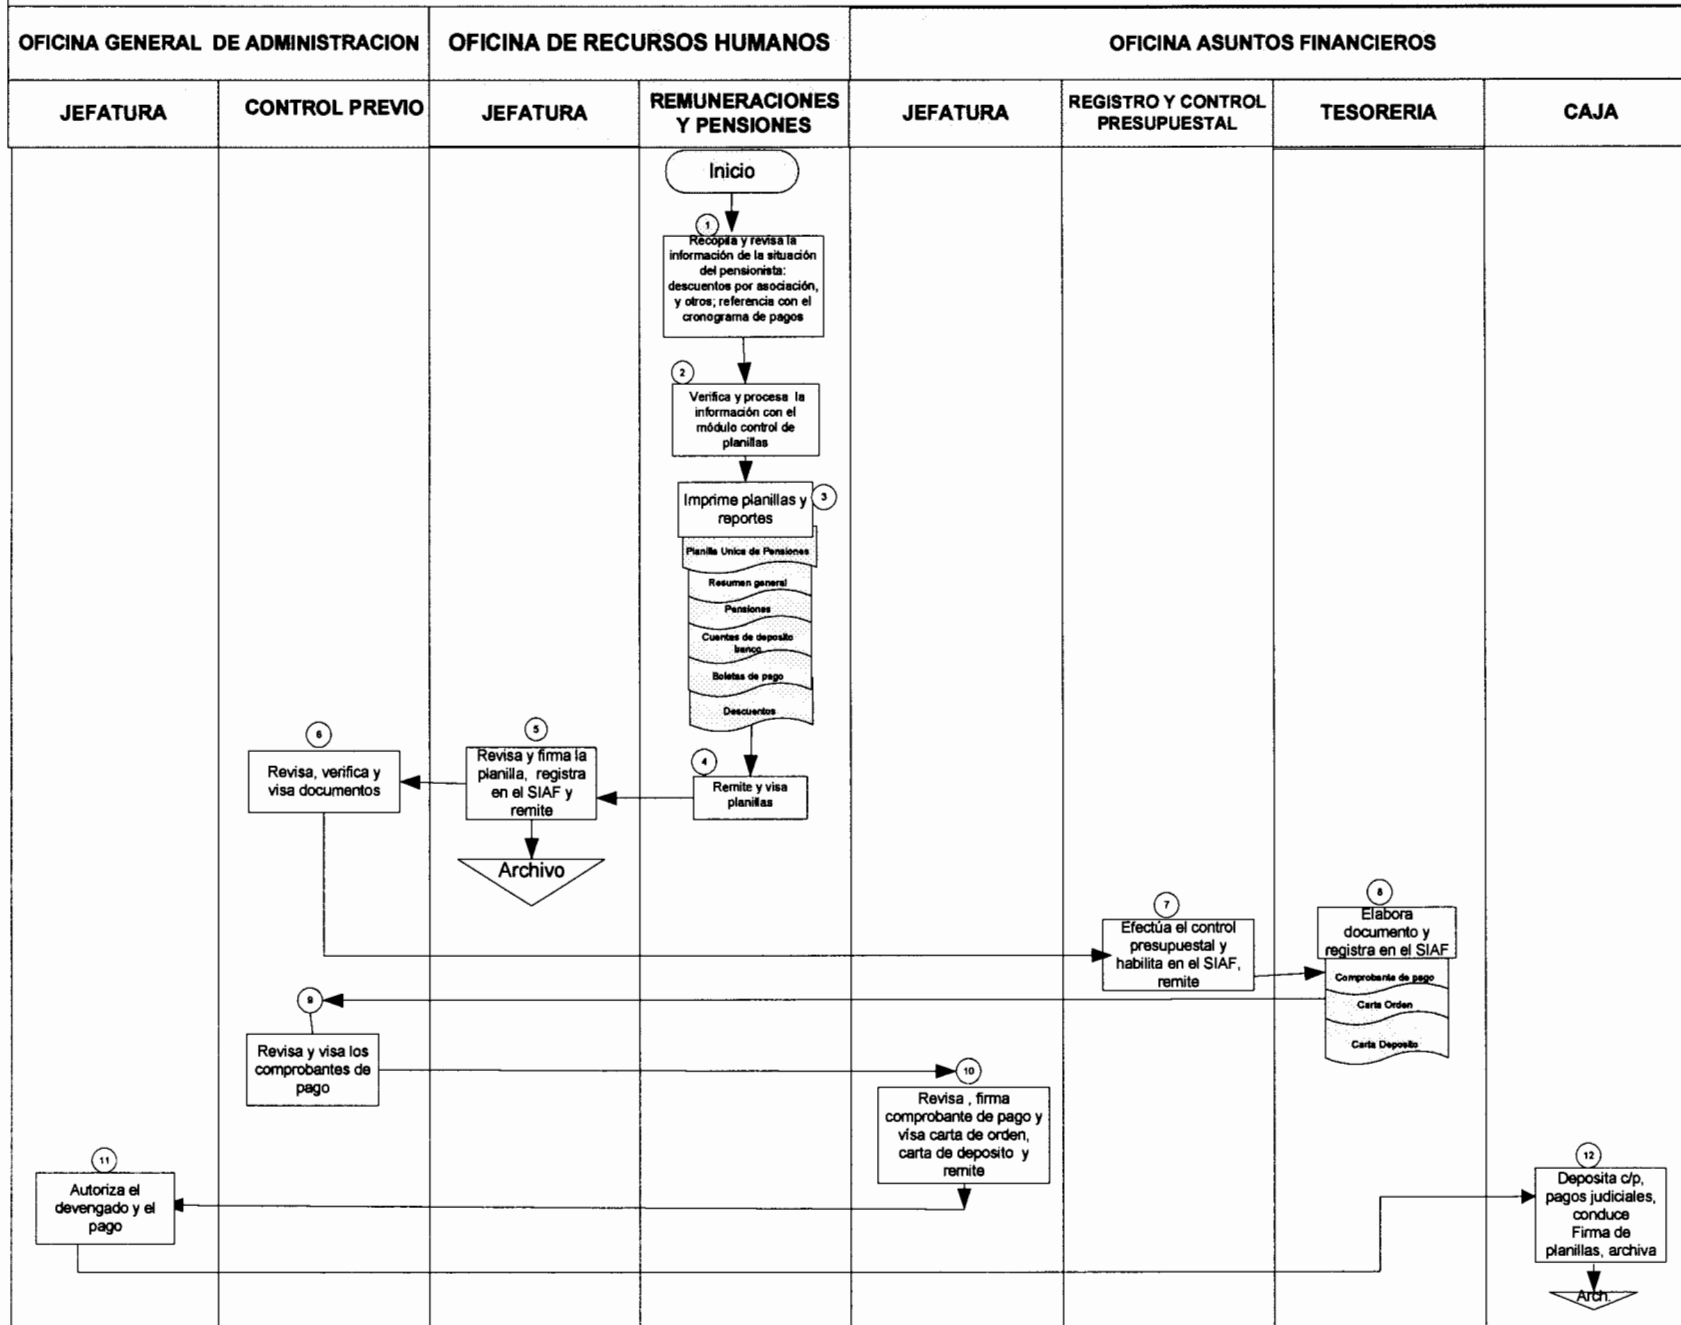 OFICINA GENERAL DE ADMINISTRACION
OFICINA DE RECURSOS HUMANOS
OFICINA ASUNTOS FINANCIEROS
JEFATURA
CONTROL PREVIO
JEFATURA
REMUNERACIONES
Y PENSIONES
JEFATURA
REGISTRO Y CONTROL
PRESUPUESTAL
TESORERIA
CAJA
Inicio
1
Recopila y revisa la
información de la situación
del pensionista:
descuentos por asociación,
y otros; referencia con el
cronograma de pagos
2
Verifica y procesa la
información con el
módulo control de
planillas
3
Imprime planillas y
reportes
Planilla Unica de Pensiones
Resumen general
Pensiones
Cuentas de deposito
banco
Boletas de pago
Descuentos
4
Remite y visa
planillas
5
Revisa y firma la
planilla, registra
en el SIAF y
remite
Archivo
6
Revisa, verifica y
visa documentos
7
Efectúa el control
presupuestal y
habilita en el SIAF,
remite
8
Elabora
documento y
registra en el SIAF
Comprobante de pago
Carta Orden
Carta Deposito
9
Revisa y visa los
comprobantes de
pago
10
Revisa , firma
comprobante de pago y
vísa carta de orden,
carta de deposito y
remite
11
Autoriza el
devengado y el
pago
12
Deposita c/p,
pagos judiciales,
conduce
Firma de
planillas, archiva
Arch.